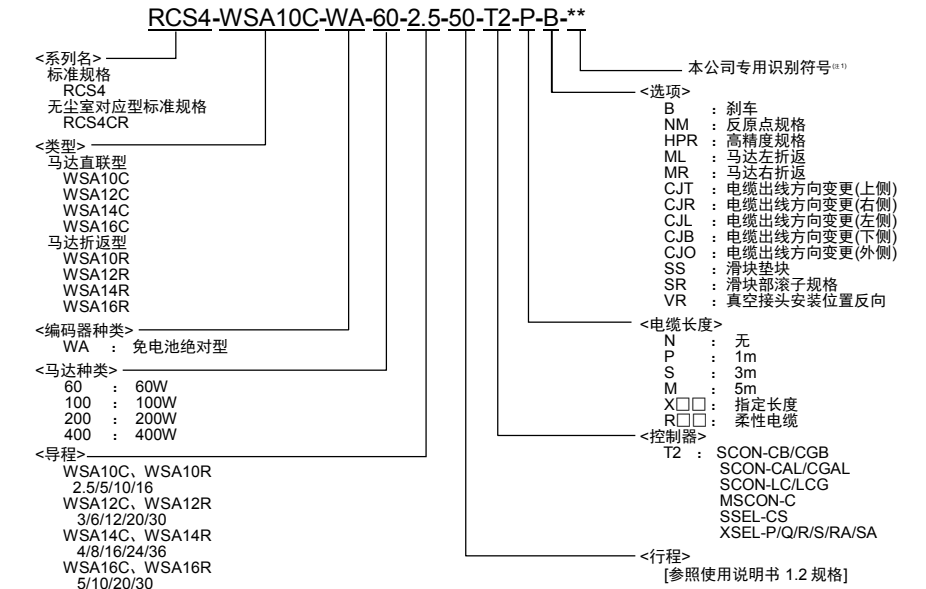 RCS4-WSA10C-WA-60-2.5-50-T2-P-B-**
<系列名>
标准规格
RCS4
无尘室对应型标准规格
RCS4CR
<类型>
马达直联型
WSA10C
WSA12C
WSA14C
WSA16C
马达折返型
WSA10R
WSA12R
WSA14R
WSA16R
<编码器种类>
WA : 免电池绝对型
<马达种类>
60 : 60W
100 : 100W
200 : 200W
400 : 400W
<导程>
WSA10C、WSA10R
2.5/5/10/16
WSA12C、WSA12R
3/6/12/20/30
WSA14C、WSA14R
4/8/16/24/36
WSA16C、WSA16R
5/10/20/30
本公司专用识别符号(注1)
<选项>
B : 刹车
NM : 反原点规格
HPR : 高精度规格
ML : 马达左折返
MR : 马达右折返
CJT : 电缆出线方向变更(上侧)
CJR : 电缆出线方向变更(右侧)
CJL : 电缆出线方向变更(左侧)
CJB : 电缆出线方向变更(下侧)
CJO : 电缆出线方向变更(外侧)
SS : 滑块垫块
SR : 滑块部滚子规格
VR : 真空接头安装位置反向
<电缆长度>
N : 无
P : 1m
S : 3m
M : 5m
X□□ : 指定长度
R□□ : 柔性电缆
<控制器>
T2 : SCON-CB/CGB
SCON-CAL/CGAL
SCON-LC/LCG
MSCON-C
SSEL-CS
XSEL-P/Q/R/S/RA/SA
<行程>
[参照使用说明书 1.2 规格]